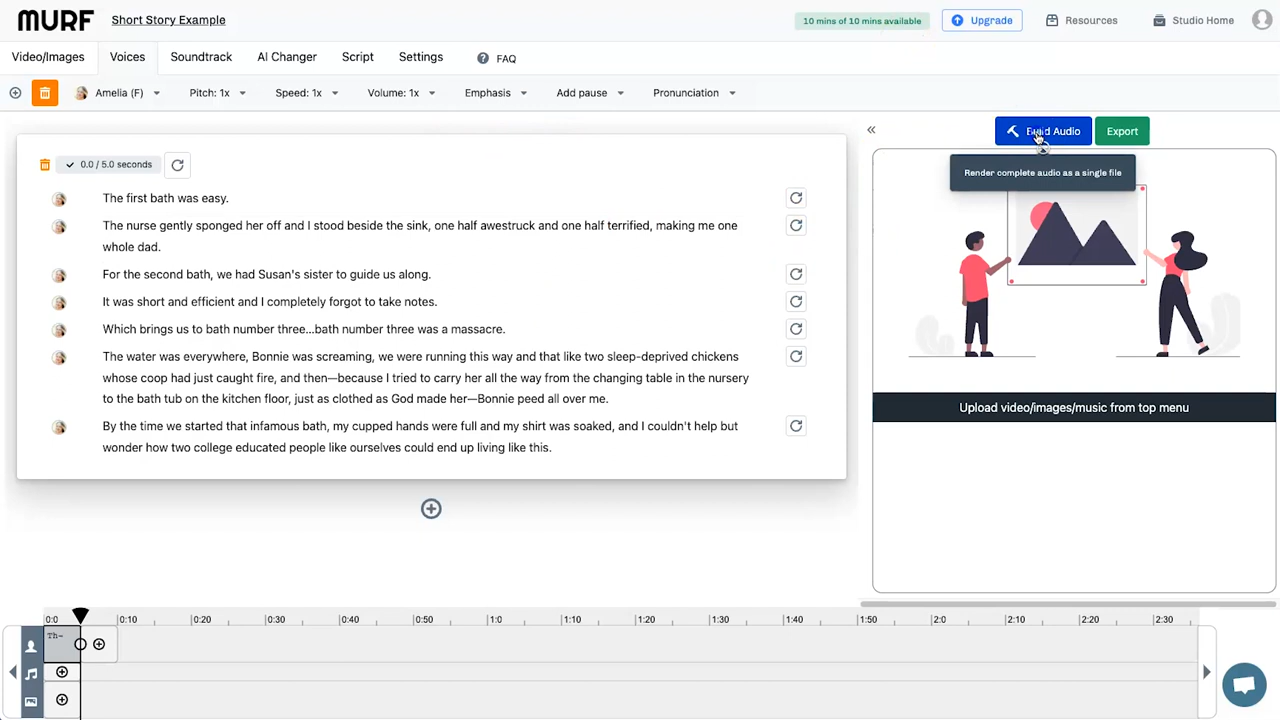 MURF Short Story Example 10 mins of 10 mins available Upgrade Resources Studio Home
Video/Images Voices Soundtrack AI Changer Script Settings FAQ
Amelia (F) Pitch: 1x Speed: 1x Volume: 1x Emphasis Add pause Pronunciation
Build Audio Export
Render complete audio as a single file
0.0 / 5.0 seconds
The first bath was easy.
The nurse gently sponged her off and I stood beside the sink, one half awestruck and one half terrified, making me one
whole dad.
For the second bath, we had Susan's sister to guide us along.
It was short and efficient and I completely forgot to take notes.
Which brings us to bath number three...bath number three was a massacre.
The water was everywhere, Bonnie was screaming, we were running this way and that like two sleep-deprived chickens
whose coop had just caught fire, and then—because I tried to carry her all the way from the changing table in the nursery
to the bath tub on the kitchen floor, just as clothed as God made her—Bonnie peed all over me.
By the time we started that infamous bath, my cupped hands were full and my shirt was soaked, and I couldn't help but
wonder how two college educated people like ourselves could end up living like this.
Upload video/images/music from top menu
0:0 0:10 0:20 0:30 0:40 0:50 1:0 1:10 1:20 1:30 1:40 1:50 2:0 2:10 2:20 2:30
Th-